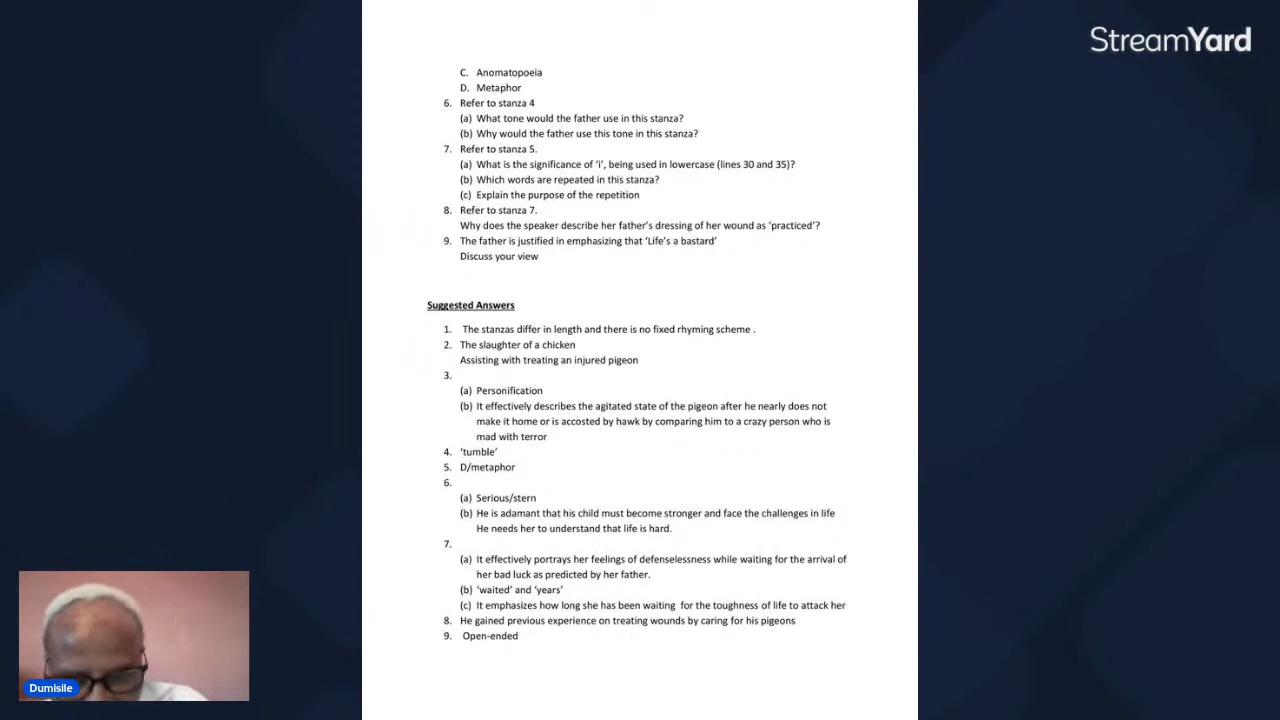 StreamYard
C. Anomatopoeia
D. Metaphor
6. Refer to stanza 4
(a) What tone would the father use in this stanza?
(b) Why would the father use this tone in this stanza?
7. Refer to stanza 5.
(a) What is the significance of ‘i’, being used in lowercase (lines 30 and 35)?
(b) Which words are repeated in this stanza?
(c) Explain the purpose of the repetition
8. Refer to stanza 7.
Why does the speaker describe her father’s dressing of her wound as ‘practiced’?
9. The father is justified in emphasizing that ‘Life’s a bastard’
Discuss your view
Suggested Answers
1. The stanzas differ in length and there is no fixed rhyming scheme .
2. The slaughter of a chicken
Assisting with treating an injured pigeon
3.
(a) Personification
(b) It effectively describes the agitated state of the pigeon after he nearly does not
make it home or is accosted by hawk by comparing him to a crazy person who is
mad with terror
4. ‘tumble’
5. D/metaphor
6.
(a) Serious/stern
(b) He is adamant that his child must become stronger and face the challenges in life
He needs her to understand that life is hard.
7.
(a) It effectively portrays her feelings of defenselessness while waiting for the arrival of
her bad luck as predicted by her father.
(b) ‘waited’ and ‘years’
(c) It emphasizes how long she has been waiting for the toughness of life to attack her
8. He gained previous experience on treating wounds by caring for his pigeons
9. Open-ended
Dumisile